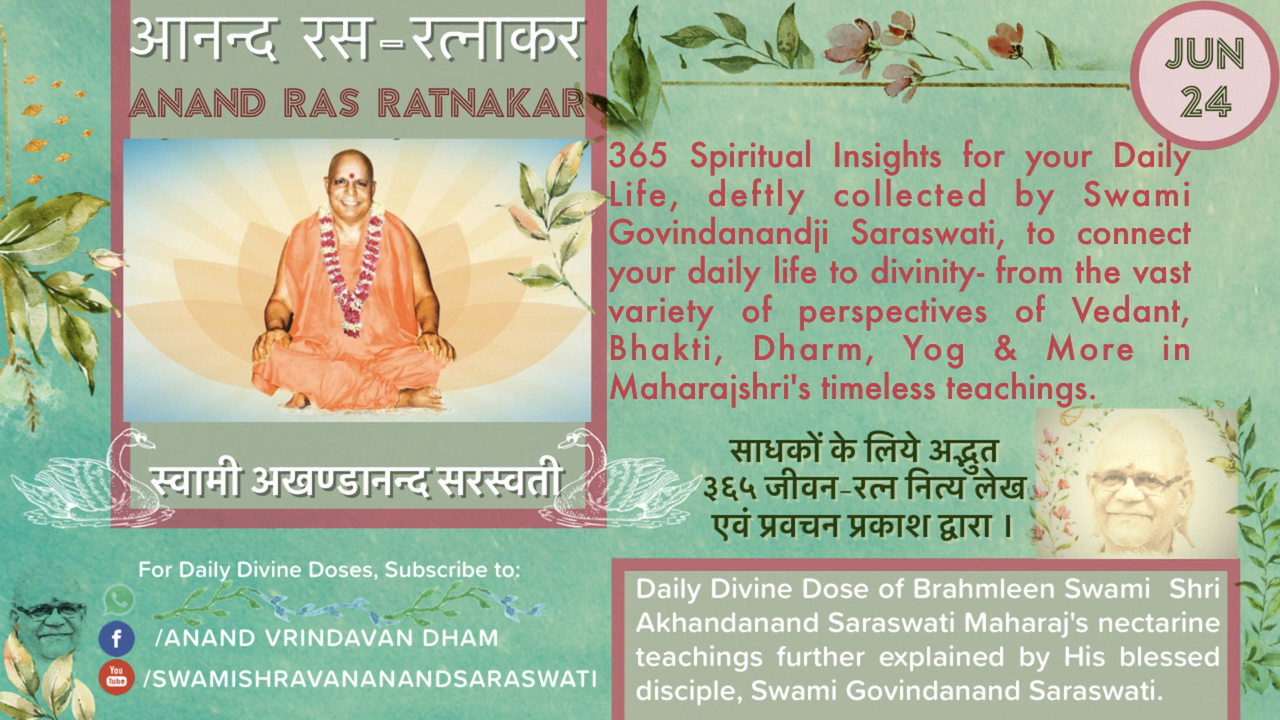 आनन्द रस-रत्नाकर
ANAND RAS RATNAKAR
स्वामी अखण्डानन्द सरस्वती
For Daily Divine Doses, Subscribe to:
/ANAND VRINDAVAN DHAM
You
Tube
/SWAMISHRAVANANANDSARASWATI
JUN
24
365 Spiritual Insights for your Daily
Life, deftly collected by Swami
Govindanandji Saraswati, to connect
your daily life to divinity- from the vast
variety of perspectives of Vedant,
Bhakti, Dharm, Yog & More in
Maharajshri's timeless teachings.
साधकों के लिये अद्भुत
३६५ जीवन-रत्न नित्य लेख
एवं प्रवचन प्रकाश द्वारा ।
Daily Divine Dose of Brahmleen Swami Shri
Akhandanand Saraswati Maharaj's nectarine
teachings further explained by His blessed
disciple, Swami Govindanand Saraswati.